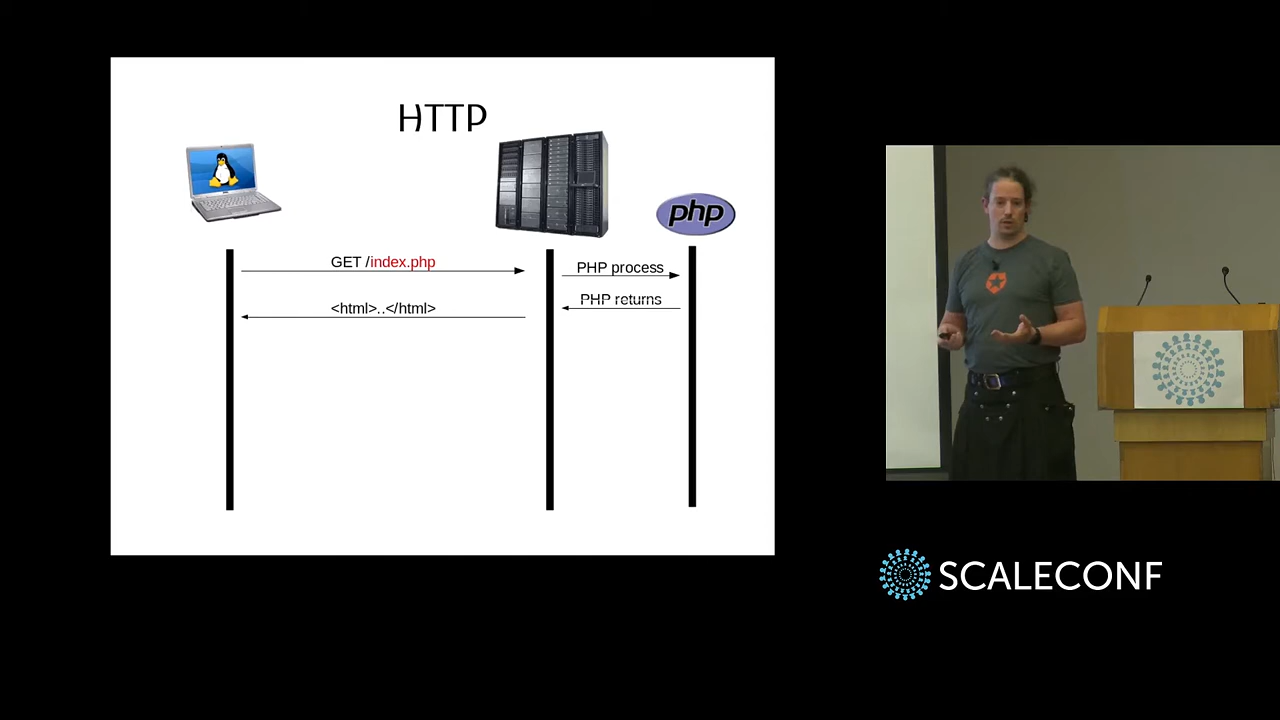 HTTP
php
GET /index.php
PHP process
<html>..</html>
PHP returns
SCALECONF